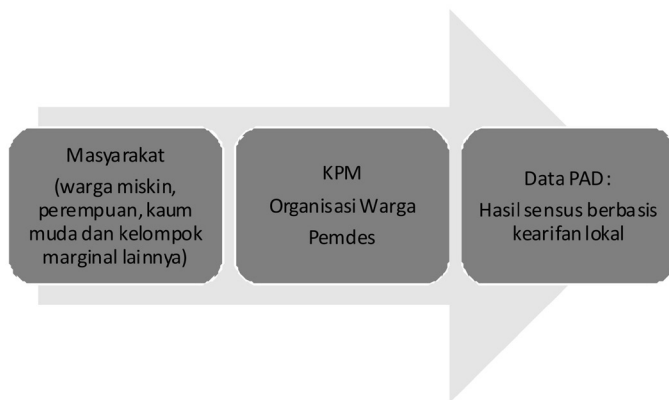 Masyarakat
(warga miskin,
perempuan, kaum
muda dan kelompok
marginal lainnya)
KPM
Organisasi Warga
Pemdes
Data PAD :
Hasil sensus berbasis
kearifan lokal